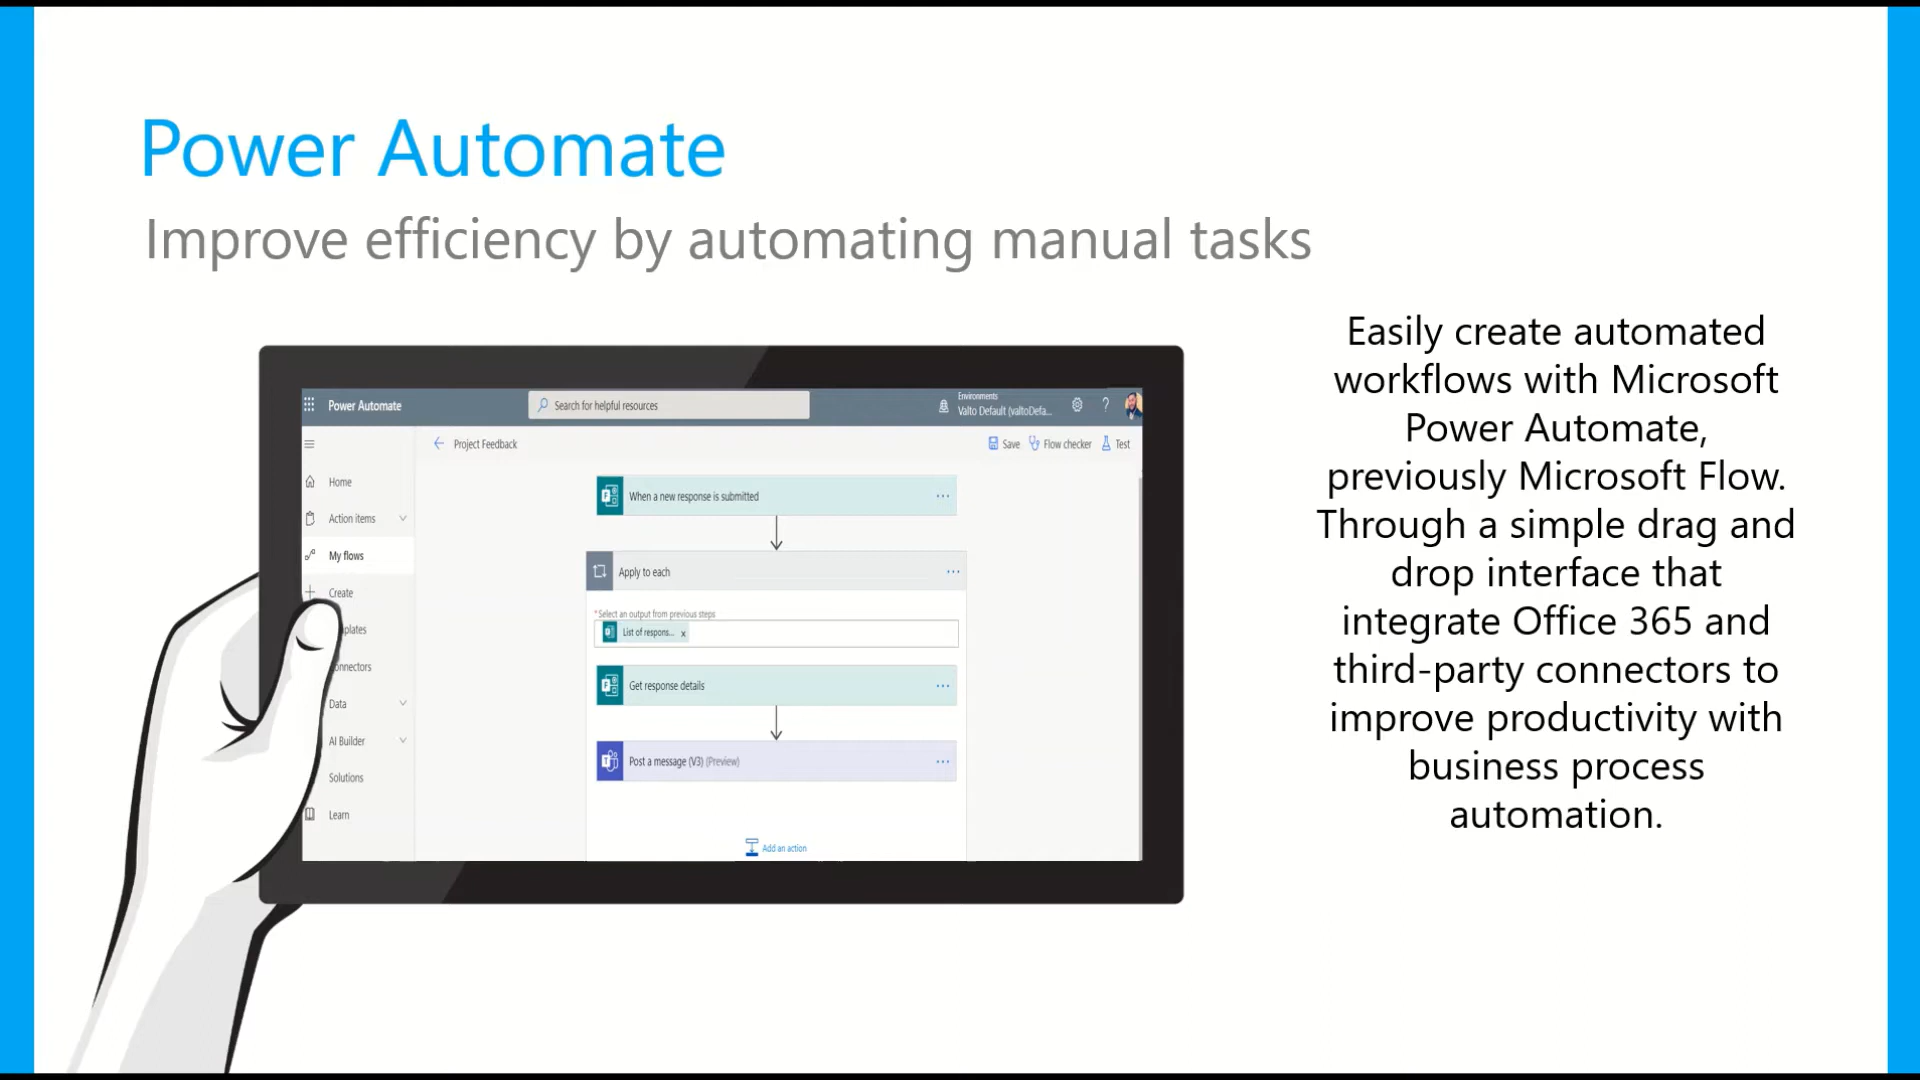 Power Automate
Improve efficiency by automating manual tasks
Easily create automated
workflows with Microsoft
Power Automate,
previously Microsoft Flow.
Through a simple drag and
drop interface that
integrate Office 365 and
third-party connectors to
improve productivity with
business process
automation.
Power Automate
Search for helpful resources
Environments
Valto Default (valtoDefa...
?
Project Feedback
Save
Flow checker
Test
Home
Action items
My flows
Create
plates
onnectors
Data
AI Builder
Solutions
Learn
When a new response is submitted
Apply to each
*Select an output from previous steps
List of respons... x
Get response details
Post a message (V3) (Preview)
Add an action